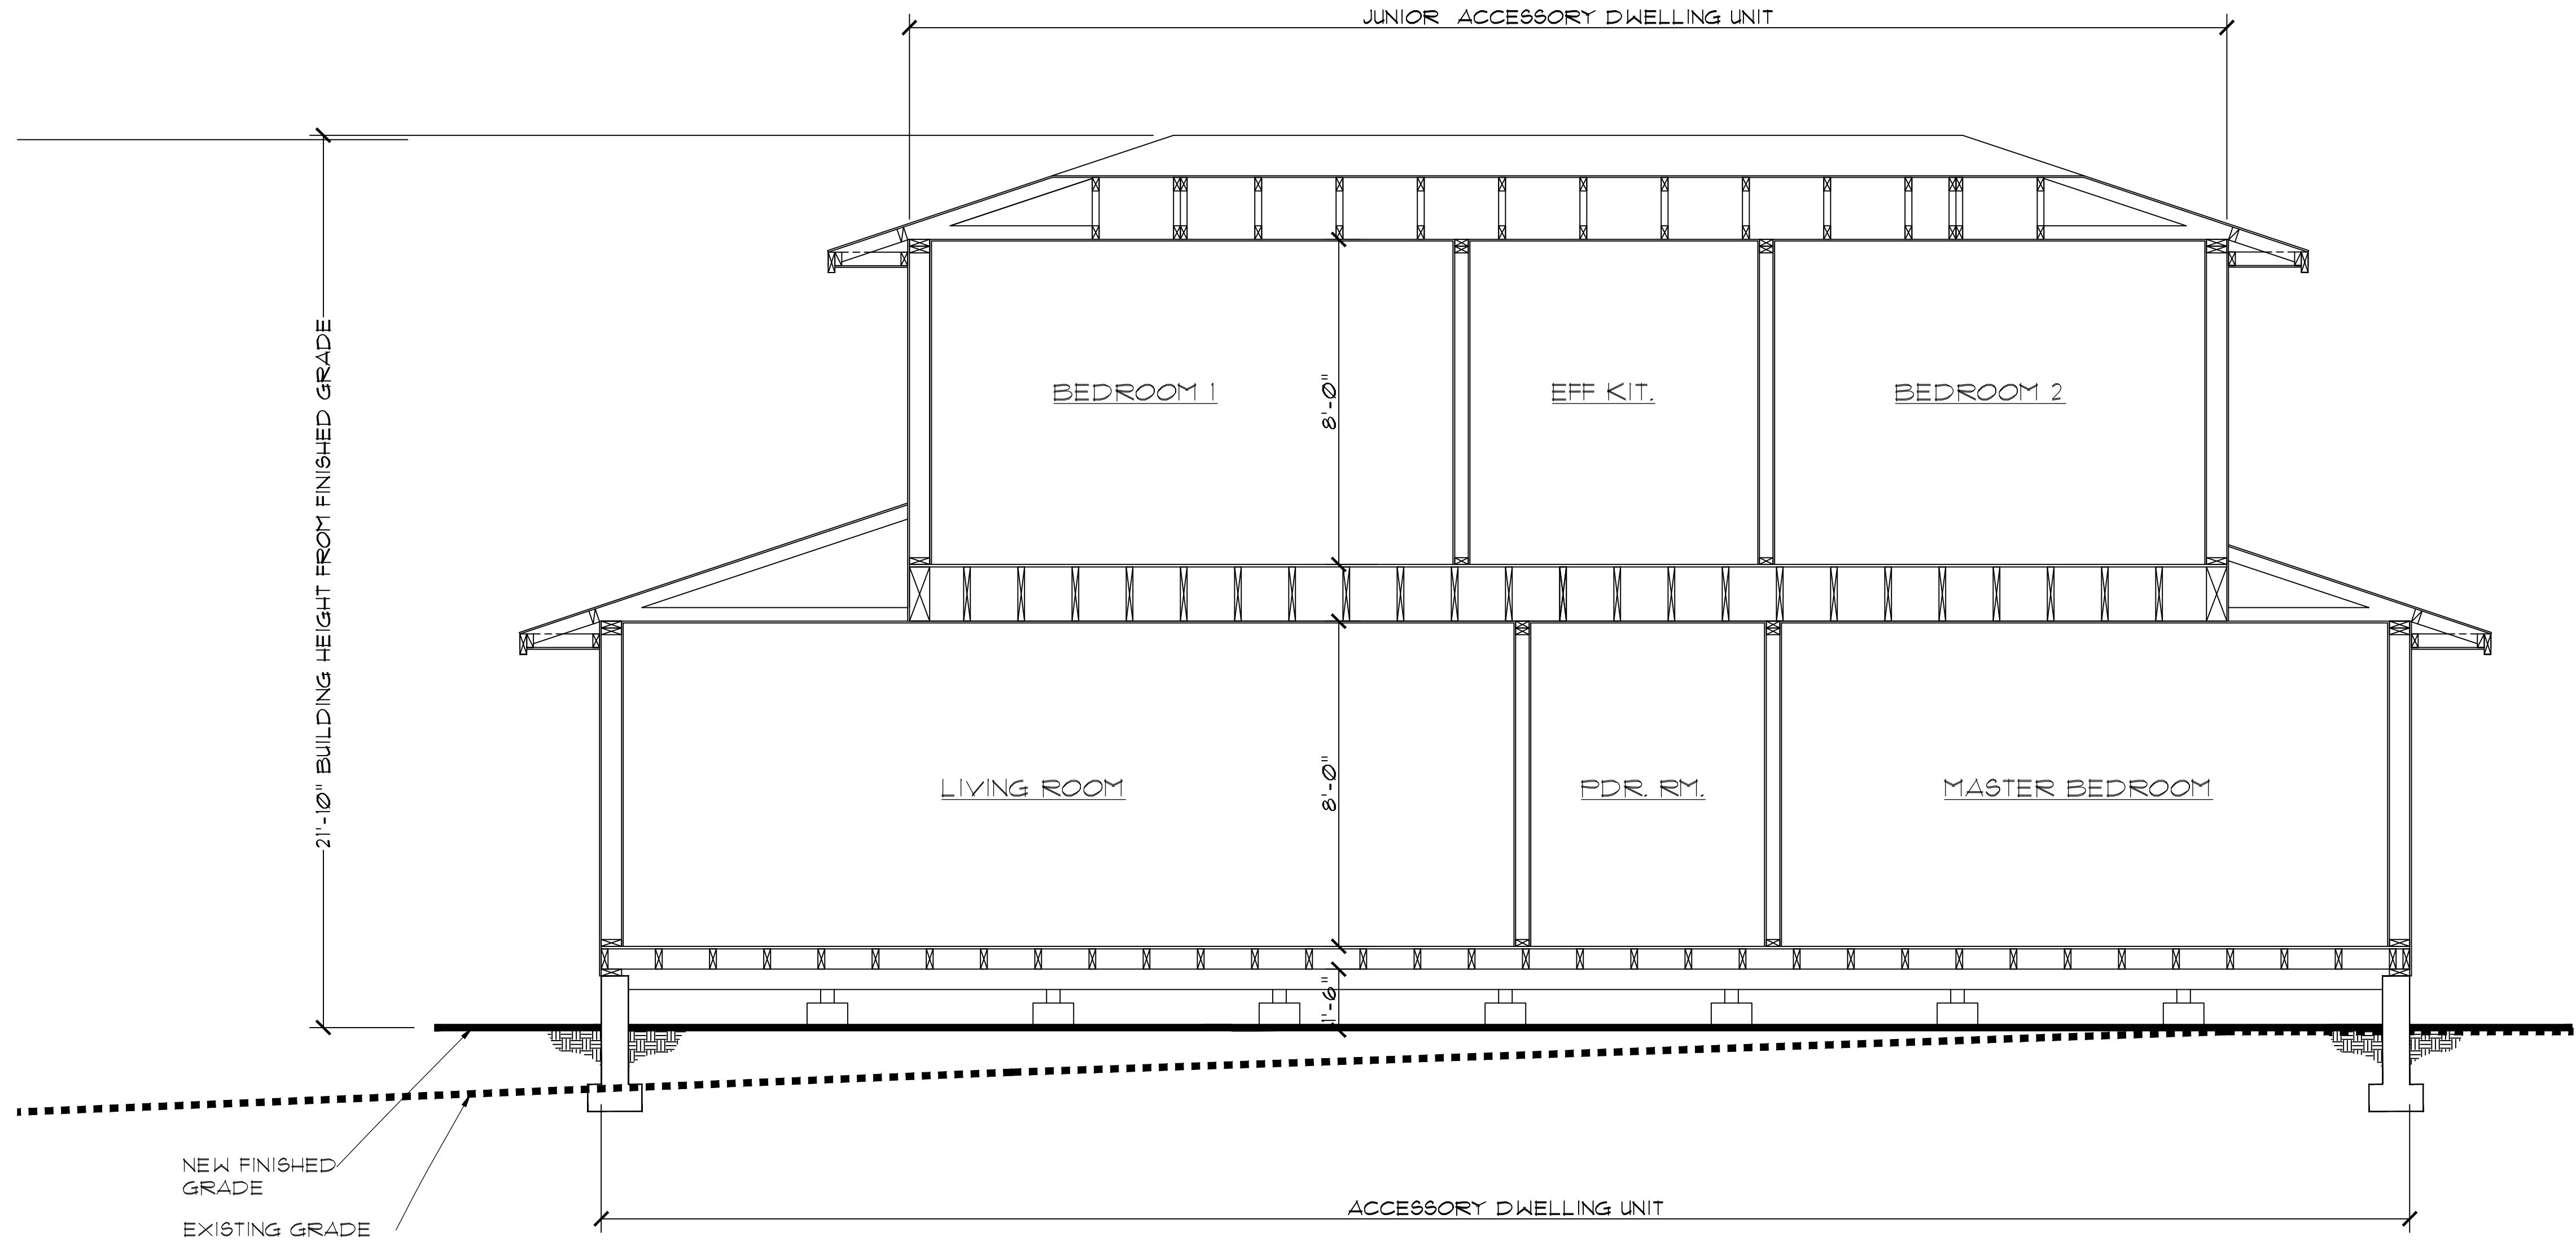 JUNIOR ACCESSORY DWELLING UNIT
21'-10" BUILDING HEIGHT FROM FINISHED GRADE
BEDROOM 1
8'-0"
EFF KIT.
BEDROOM 2
LIVING ROOM
8'-0"
PDR. RM.
MASTER BEDROOM
1'-6"
NEW FINISHED
GRADE
EXISTING GRADE
ACCESSORY DWELLING UNIT